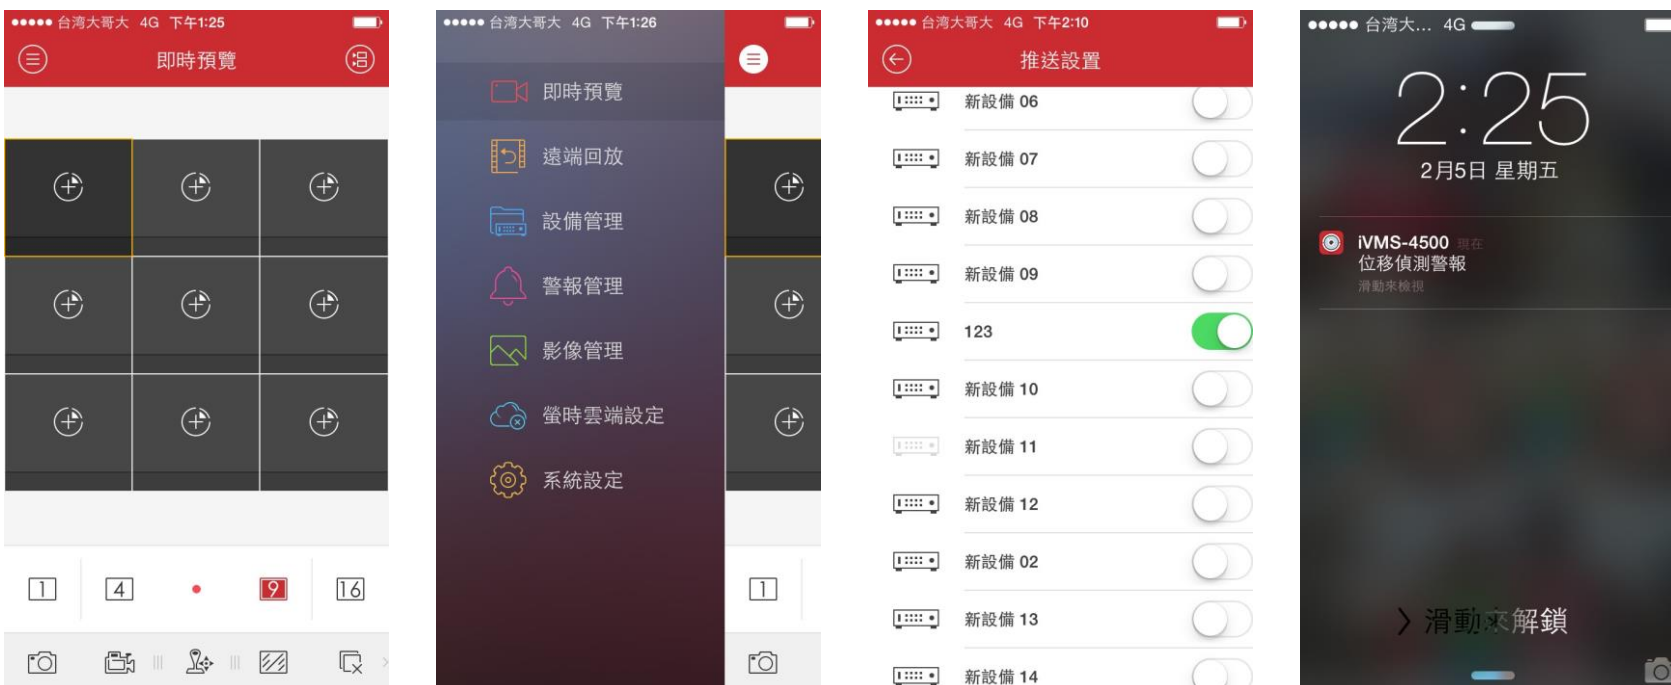 台湾大哥大 4G 下午1:25
即時預覽
1
4
9
16
台湾大哥大 4G 下午1:26
即時預覽
遠端回放
設備管理
警報管理
影像管理
螢時雲端設定
系統設定
1
台湾大哥大 4G 下午2:10
推送設置
新設備 06
新設備 07
新設備 08
新設備 09
123
新設備 10
新設備 11
新設備 12
新設備 02
新設備 13
新設備 14
台湾大... 4G
2:25
2月5日 星期五
iVMS-4500 現在
位移偵測警報
滑動來檢視
滑動來解鎖